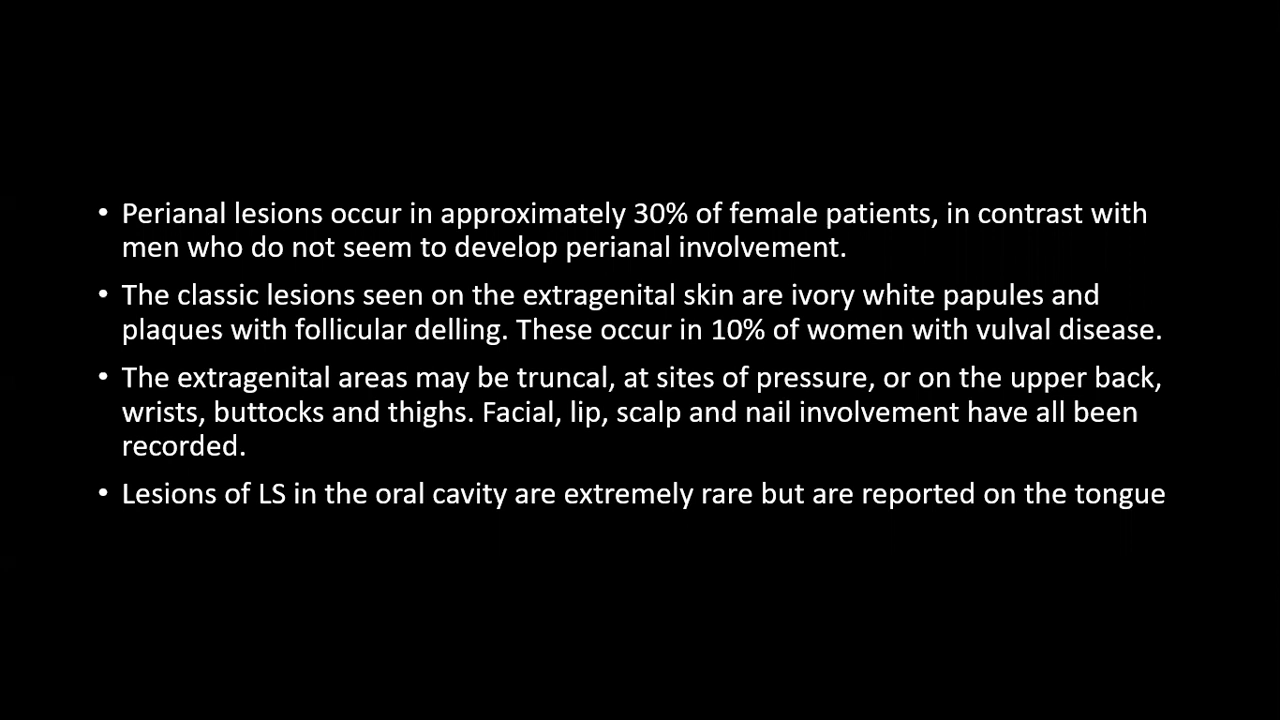 • Perianal lesions occur in approximately 30% of female patients, in contrast with
men who do not seem to develop perianal involvement.
• The classic lesions seen on the extragenital skin are ivory white papules and
plaques with follicular delling. These occur in 10% of women with vulval disease.
• The extragenital areas may be truncal, at sites of pressure, or on the upper back,
wrists, buttocks and thighs. Facial, lip, scalp and nail involvement have all been
recorded.
• Lesions of LS in the oral cavity are extremely rare but are reported on the tongue